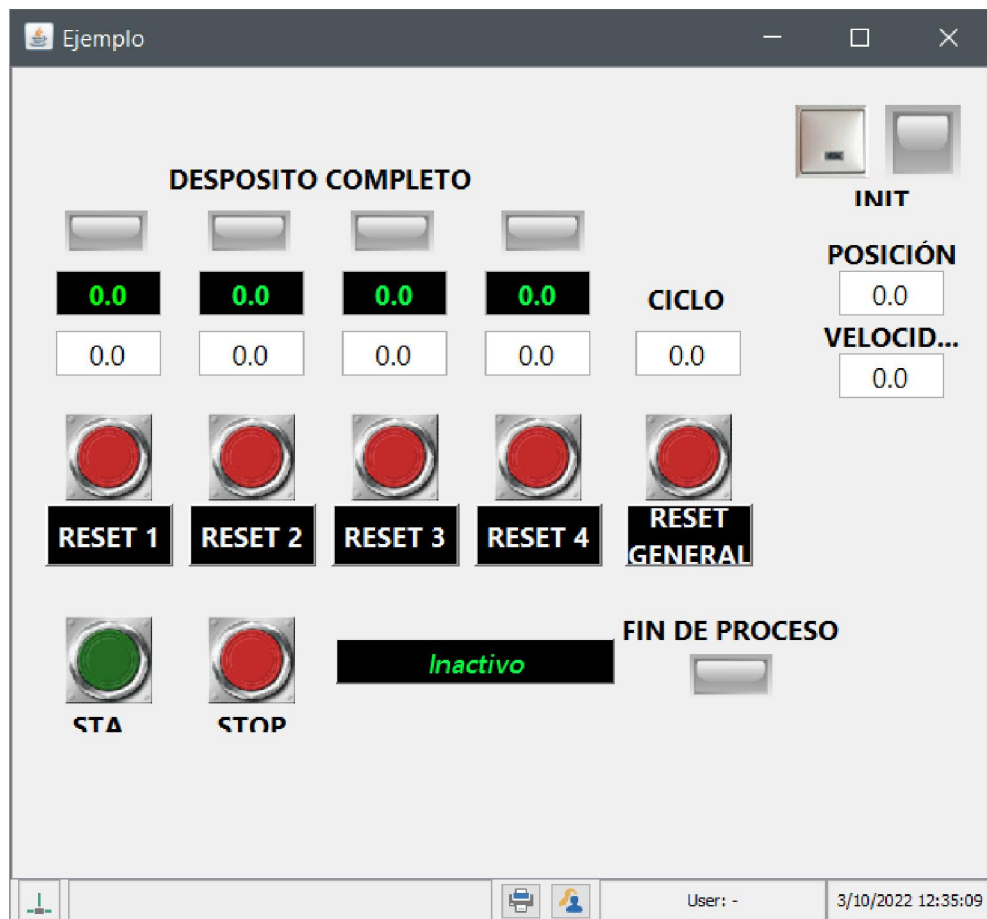 Ejemplo
INIT
DESPOSITO COMPLETO
POSICIÓN
0.0 0.0 0.0 0.0 CICLO 0.0
VELOCID...
0.0 0.0 0.0 0.0 0.0 0.0
RESET 1 RESET 2 RESET 3 RESET 4 RESET
GENERAL
FIN DE PROCESO
Inactivo
STA STOP
User: - 3/10/2022 12:35:09